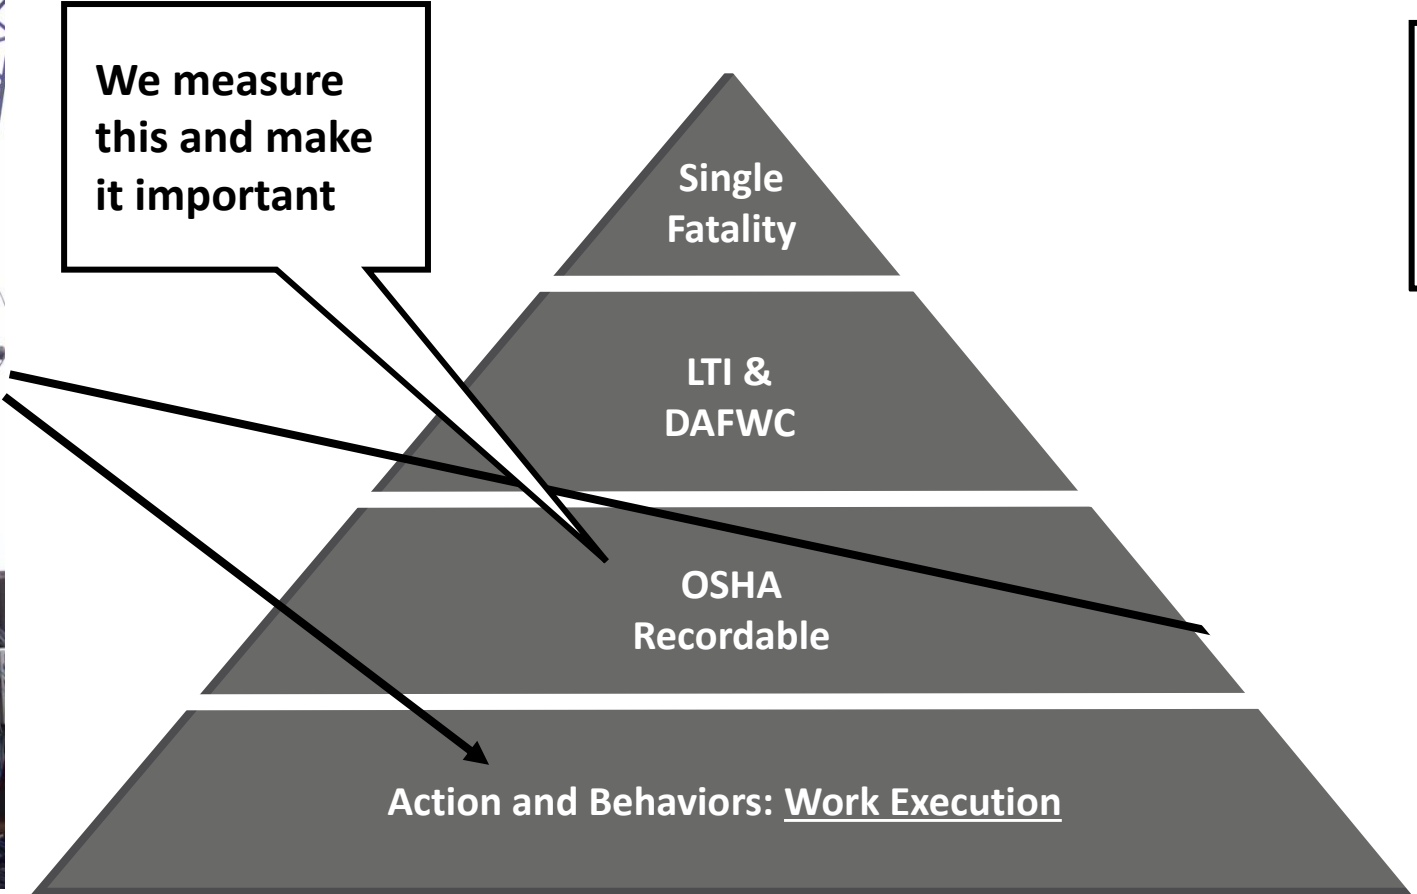 We measure
this and make
it important
Single
Fatality
LTI &
DAFWC
OSHA
Recordable
Action and Behaviors: Work Execution